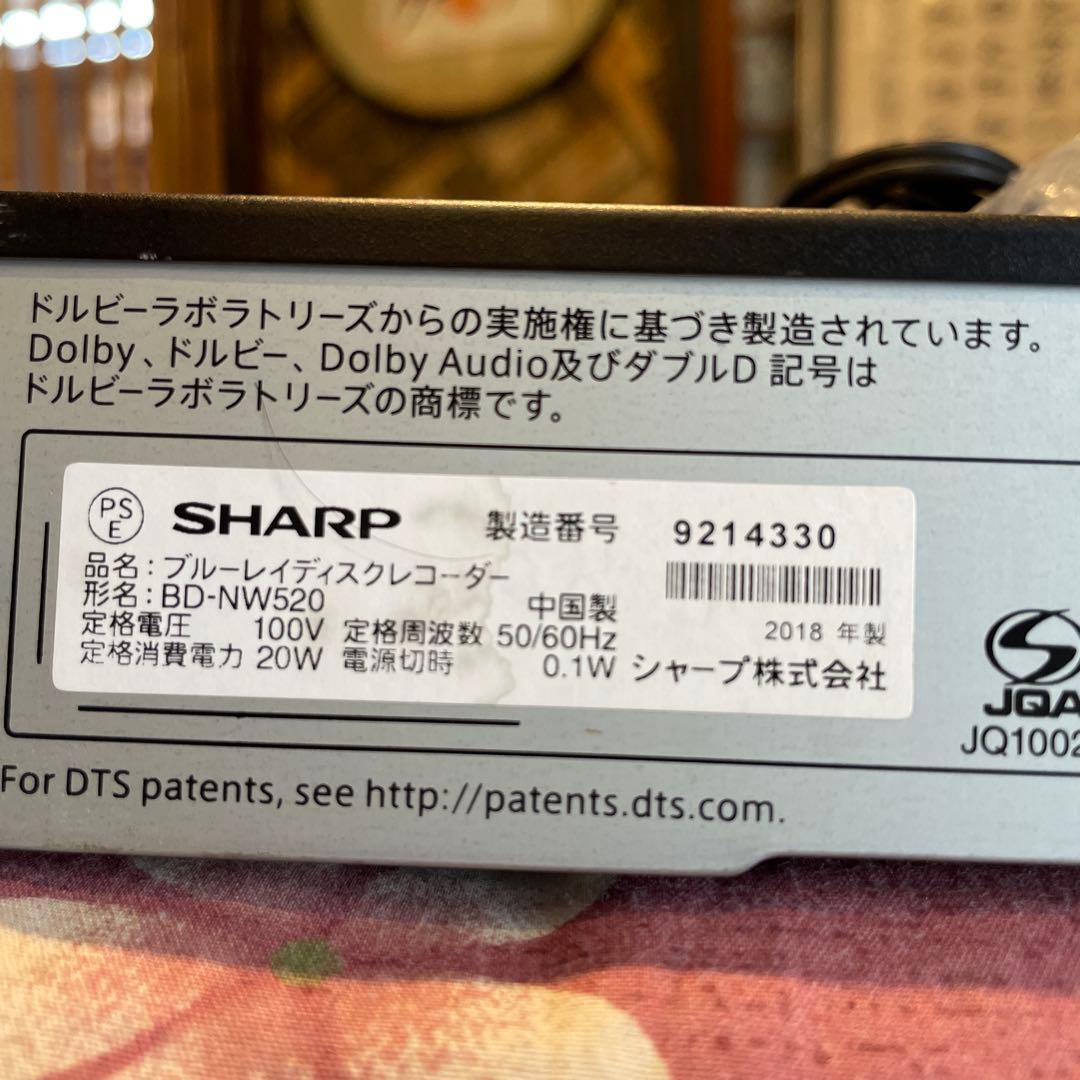 ドルビーラボラトリーズからの実施権に基づき製造されています。
Dolby、ドルビー、Dolby Audio及びダブルD 記号は
ドルビーラボラトリーズの商標です。
PS
E
SHARP 製造番号 9214330
品名:ブルーレイディスクレコーダー
形名:BD-NW520 中国製
定格電圧 100V 定格周波数 50/60Hz 2018 年製
定格消費電力 20W 電源切時 0.1W シャープ株式会社
JQA
JQ1002
For DTS patents, see http://patents.dts.com.